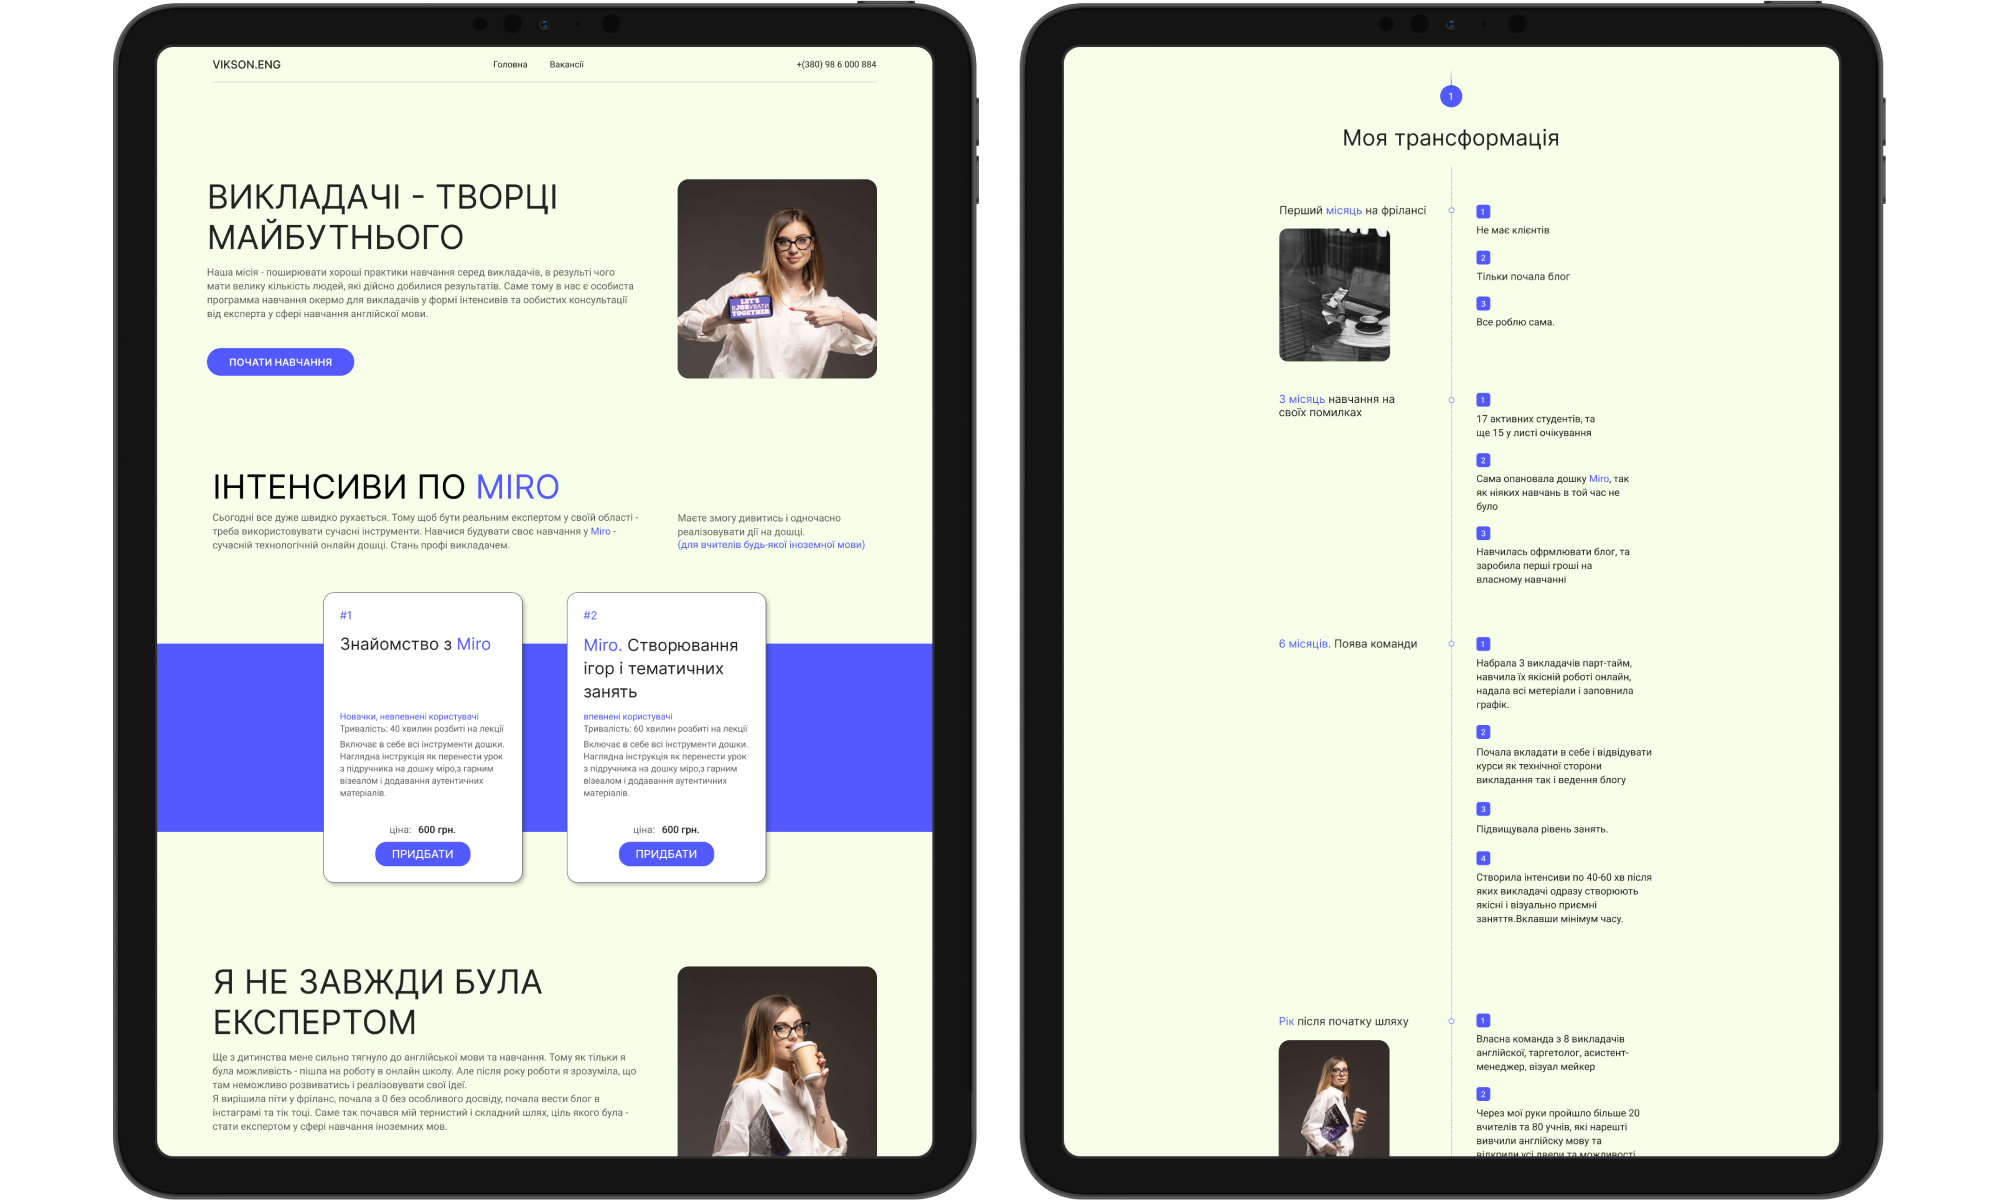 VIKSON.ENG
Головна
Вакансії
+(380) 98 6 000 884
ВИКЛАДАЧІ - ТВОРЦІ
МАЙБУТНЬОГО
Наша місія - поширювати хороші практики навчання серед викладачів, в результі чого
мати велику кількість людей, які дійсно добилися результатів. Саме тому в нас є особиста
программа навчання окермо для викладачів у формі інтенсивів та ообистих консультації
від експерта у сфері навчання англійскої мови.
LET'S
ВJOBУВАТИ
TOGETHER
ПОЧАТИ НАВЧАННЯ
ІНТЕНСИВИ ПО MIRO
Сьогодні все дуже швидко рухається. Тому щоб бути реальним експертом у своїй області -
треба використовувати сучасні інструменти. Навчися будувати своє навчання у Miro -
сучасній технологічній онлайн дошці. Стань профі викладачем.
Маєте змогу дивитись і одночасно
реалізовувати дії на дошці.
(для вчителів будь-якої іноземної мови)
#1
Знайомство з Miro
Новачки, невпевнені користувачі
Тривалість: 40 хвилин розбиті на лекції
Включає в себе всі інструменти дошки.
Наглядна інструкція як перенести урок
з підручника на дошку міро,з гарним
візеалом і додавання аутентичних
матеріалів.
ціна: 600 грн.
ПРИДБАТИ
#2
Miro. Створювання
ігор і тематичних
занять
впевнені користувачі
Тривалість: 60 хвилин розбиті на лекції
Включає в себе всі інструменти дошки.
Наглядна інструкція як перенести урок
з підручника на дошку міро,з гарним
візеалом і додавання аутентичних
матеріалів.
ціна: 600 грн.
ПРИДБАТИ
Я НЕ ЗАВЖДИ БУЛА
ЕКСПЕРТОМ
Ще з дитинства мене сильно тягнуло до англійської мови та навчання. Тому як тільки я
була можливість - пішла на роботу в онлайн школу. Але після року роботи я зрозуміла, що
там неможливо розвиватись і реалізовувати свої ідеї.
Я вирішила піти у фріланс, почала з 0 без особливого досвіду, почала вести блог в
інстаграмі та тік тоці. Саме так почався мій тернистий і складний шлях, ціль якого була -
стати експертом у сфері навчання іноземних мов.
1
Моя трансформація
Перший місяць на фрілансі
1
Не має клієнтів
2
Тільки почала блог
3
Все роблю сама.
3 місяць навчання на
своїх помилках
1
17 активних студентів, та
ще 15 у листі очікування
2
Сама опановала дошку Miro, так
як ніяких навчань в той час не
було
3
Навчилась офрмлювати блог, та
заробила перші гроші на
власному навчанні
6 місяців. Поява команди
1
Набрала 3 викладачів парт-тайм,
навчила їх якісній роботі онлайн,
надала всі метеріали і заповнила
графік.
2
Почала вкладати в себе і відвідувати
курси як технічної сторони
викладання так і ведення блогу
3
Підвищувала рівень занять.
4
Створила інтенсиви по 40-60 хв після
яких викладачі одразу створюють
якісні і візуально приємні
заняття.Вклавши мінімум часу.
Рік після початку шляху
1
Власна команда з 8 викладачів
англійскої, таргетолог, асистент-
менеджер, візуал мейкер
2
Через мої руки пройшло більше 20
вчителів та 80 учнів, які нарешті
вивчили англійску мову та
відкрили усі двері та можливості